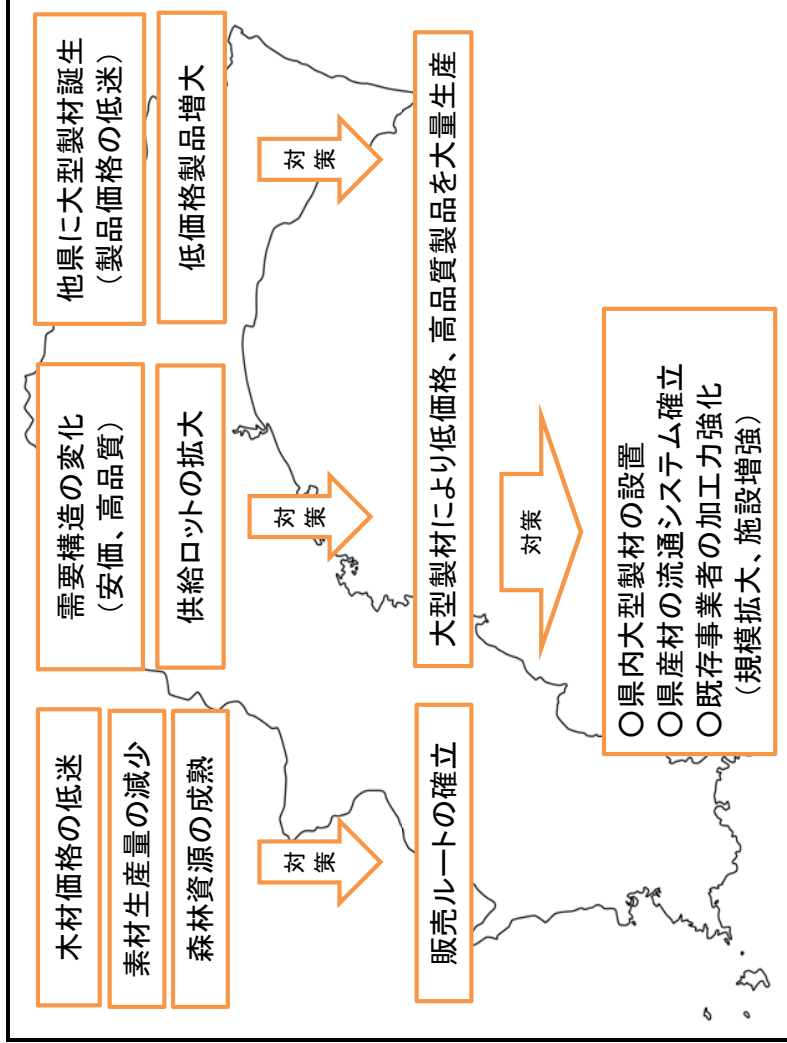 木材価格の低迷
素材生産量の減少
森林資源の成熟
対策
販売ルートの確立
需要構造の変化
（安価、高品質）
供給ロットの拡大
対策
他県に大型製材誕生
（製品価格の低迷）
低価格製品増大
対策
大型製材により低価格、高品質製品を大量生産
対策
○県内大型製材の設置
○県産材の流通システム確立
○既存事業者の加工力強化
（規模拡大、施設増強）